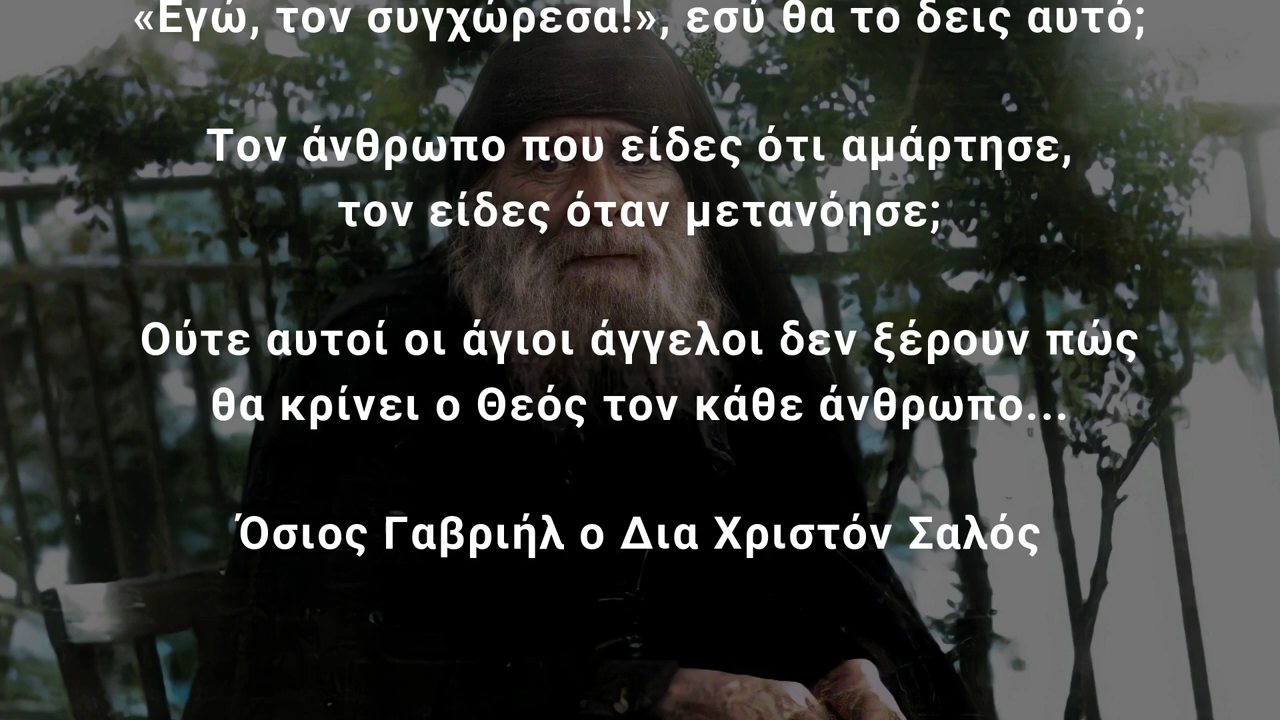 «Εγώ, τον συγχώρεσα!», εσύ θα το δεις αυτό;
Τον άνθρωπο που είδες ότι αμάρτησε,
τον είδες όταν μετανόησε;
Ούτε αυτοί οι άγιοι άγγελοι δεν ξέρουν πώς
θα κρίνει ο Θεός τον κάθε άνθρωπο...
Όσιος Γαβριήλ ο Δια Χριστόν Σαλός